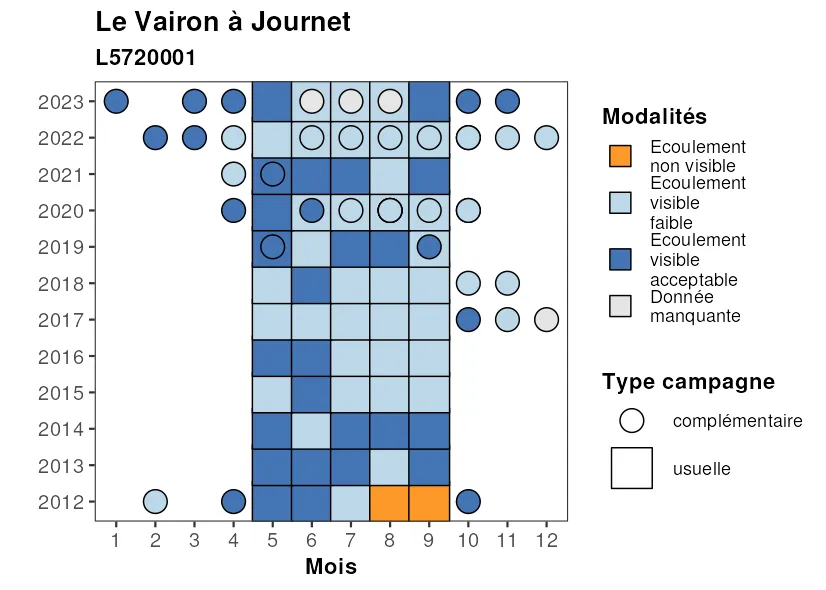 Le Vairon à Journet
L5720001
2023
2022
2021
2020
2019
2018
2017
2016
2015
2014
2013
2012
1 2 3 4 5 6 7 8 9 10 11 12
Mois
Modalités
Ecoulement
non visible
Ecoulement
visible
faible
Ecoulement
visible
acceptable
Donnée
manquante
Type campagne
complémentaire
usuelle